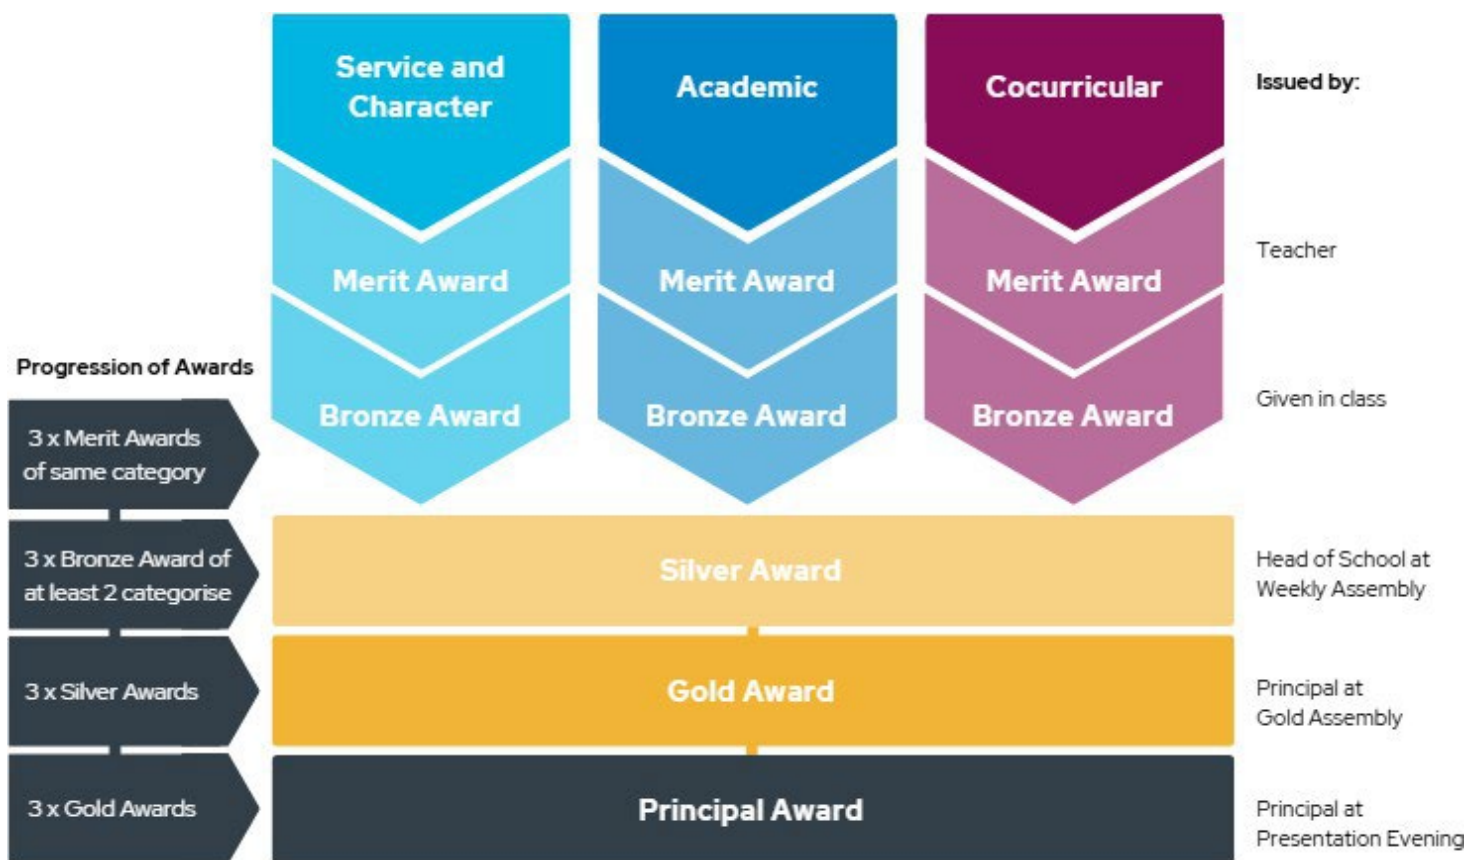 Service and
Character
Academic
Cocurricular
Issued by:
Merit Award
Merit Award
Merit Award
Teacher
Progression of Awards
Bronze Award
Bronze Award
Bronze Award
Given in class
3 x Merit Awards
of same category
3 x Bronze Award of
at least 2 categorise
Silver Award
Head of School at
Weekly Assembly
3 x Silver Awards
Gold Award
Principal at
Gold Assembly
3 x Gold Awards
Principal Award
Principal at
Presentation Evening